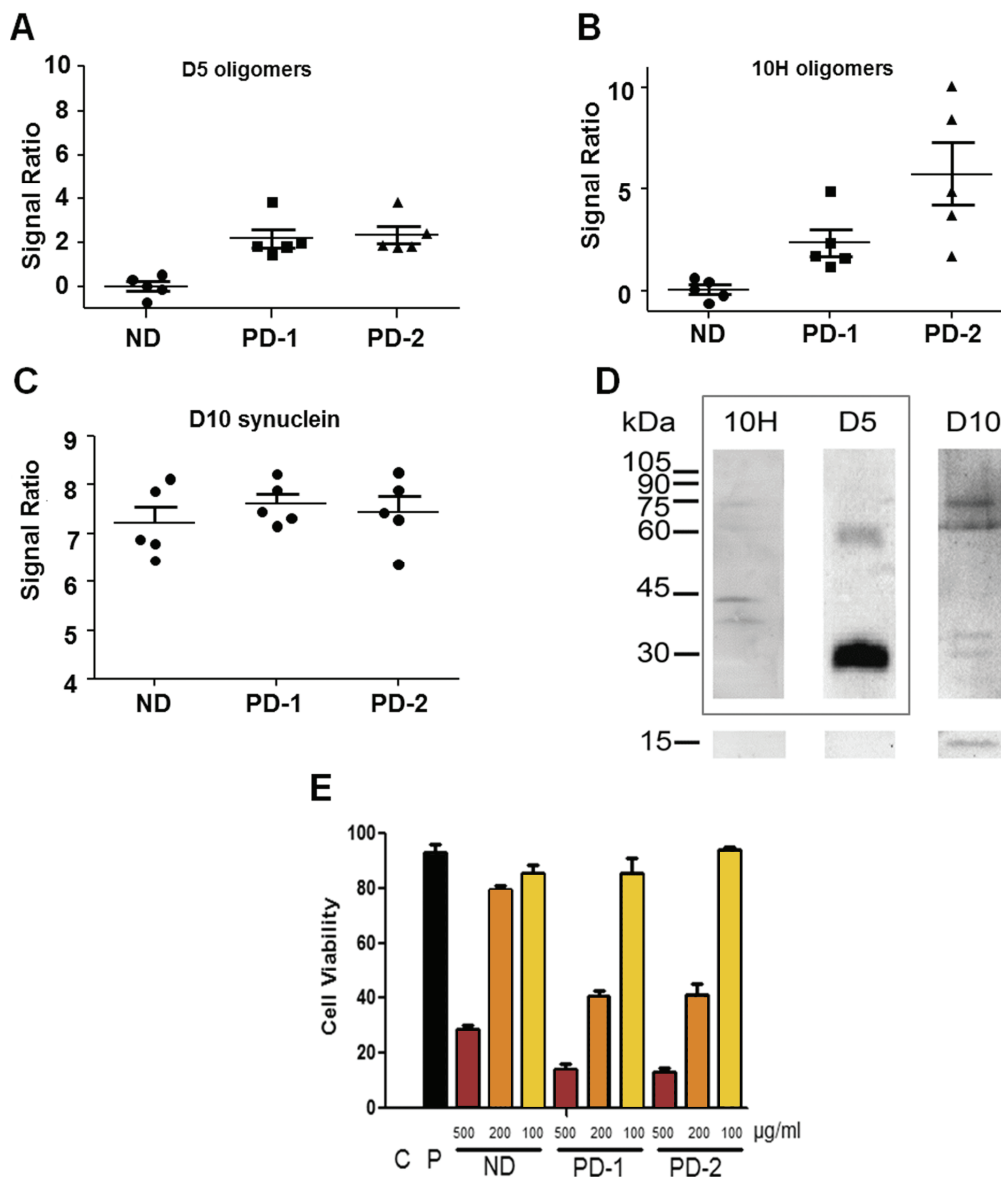 A
D5 oligomers
Signal Ratio
10
8
6
4
2
0
ND PD-1 PD-2
B
10H oligomers
Signal Ratio
10
5
0
ND PD-1 PD-2
C
D10 synuclein
Signal Ratio
9
8
7
6
5
4
ND PD-1 PD-2
D
kDa 10H D5 D10
105
90
75
60
45
30
15
E
Cell Viability
100
80
60
40
20
0
500 200 100 500 200 100 500 200 100 µg/ml
C P ND PD-1 PD-2